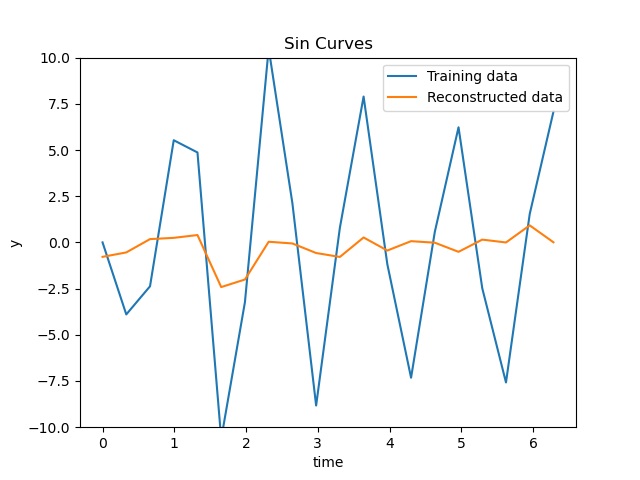 Sin Curves
Training data
Reconstructed data
y
10.0
7.5
5.0
2.5
0.0
−2.5
−5.0
−7.5
−10.0
0 1 2 3 4 5 6
time